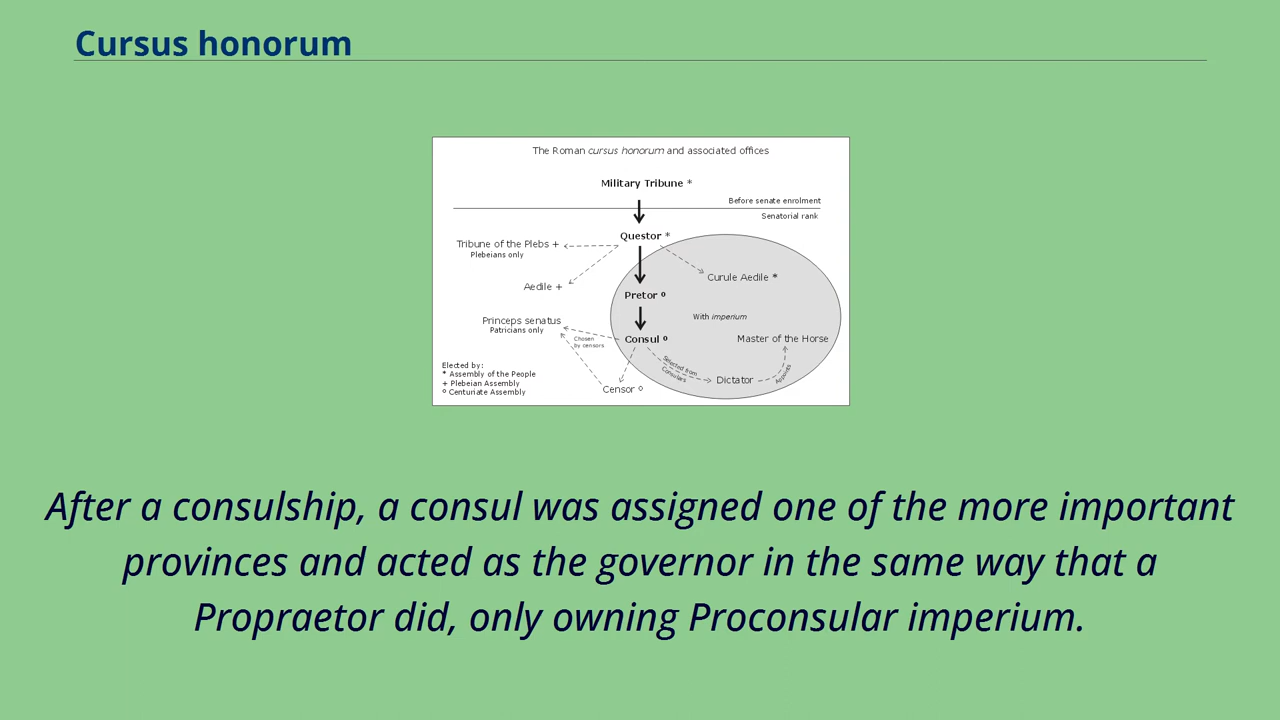 Cursus honorum
The Roman cursus honorum and associated offices
Military Tribune *
Before senate enrolment
Senatorial rank
Questor *
Tribune of the Plebs +
Plebeians only
Curule Aedile *
Aedile +
Pretor º
With imperium
Princeps senatus
Patricians only
Chosen
by censors
Consul º
Master of the Horse
Selected from
Consulars
Dictator
Appoints
Censor º
Elected by:
* Assembly of the People
+ Plebeian Assembly
º Centuriate Assembly
After a consulship, a consul was assigned one of the more important
provinces and acted as the governor in the same way that a
Propraetor did, only owning Proconsular imperium.